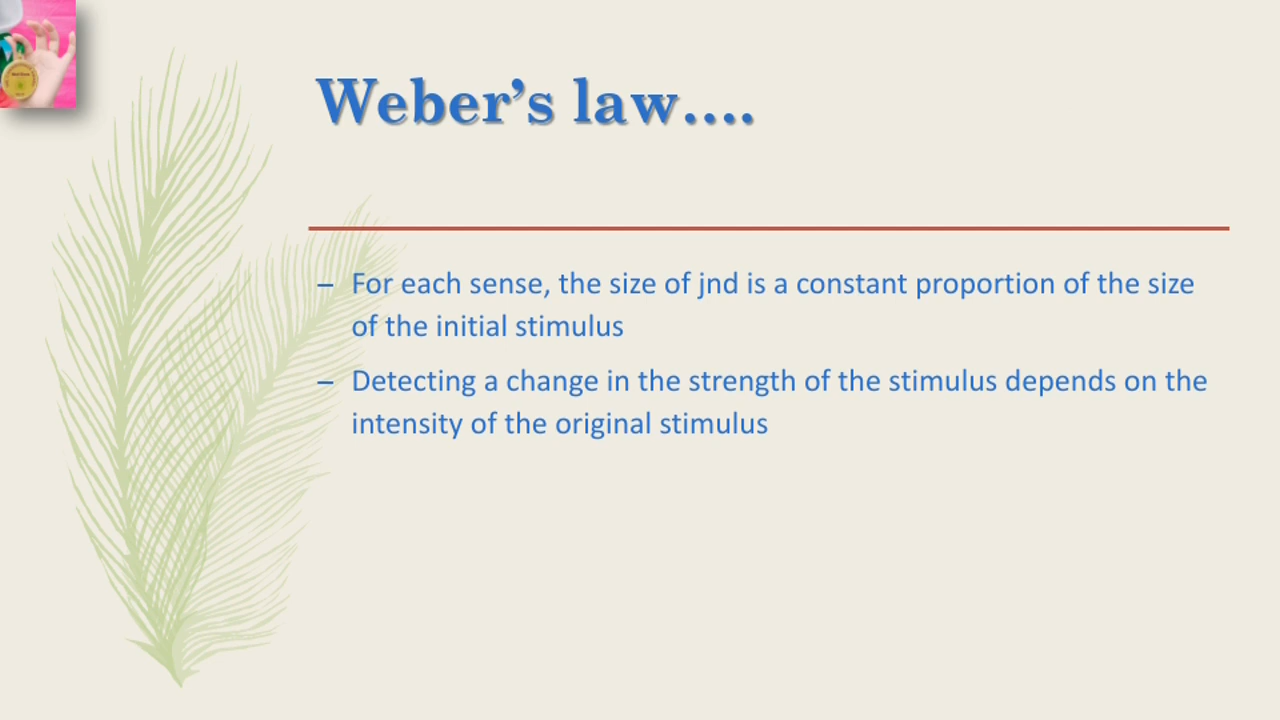 Weber’s law….
– For each sense, the size of jnd is a constant proportion of the size
of the initial stimulus
– Detecting a change in the strength of the stimulus depends on the
intensity of the original stimulus